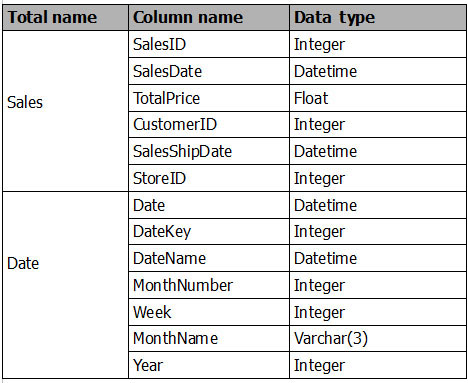 Total name Column name Data type
SalesID Integer
SalesDate Datetime
TotalPrice Float
Sales
CustomerID Integer
SalesShipDate Datetime
StoreID Integer
Date Datetime
DateKey Integer
DateName Datetime
Date
MonthNumber Integer
Week Integer
MonthName Varchar(3)
Year Integer